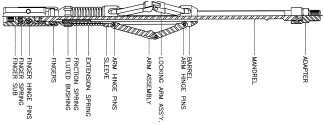 FINGER SUB
FINGER SPRING
FINGER HINGE PINS
FINGERS
FLUTED BUSHING
FRICTION SPRING
EXTENSION SPRING
SLEEVE
ARM HINGE PINS
ARM ASSEMBLY
LOCKING ARM ASS'Y.
ARM HINGE PINS
BARREL
MANDREL
ADAPTER